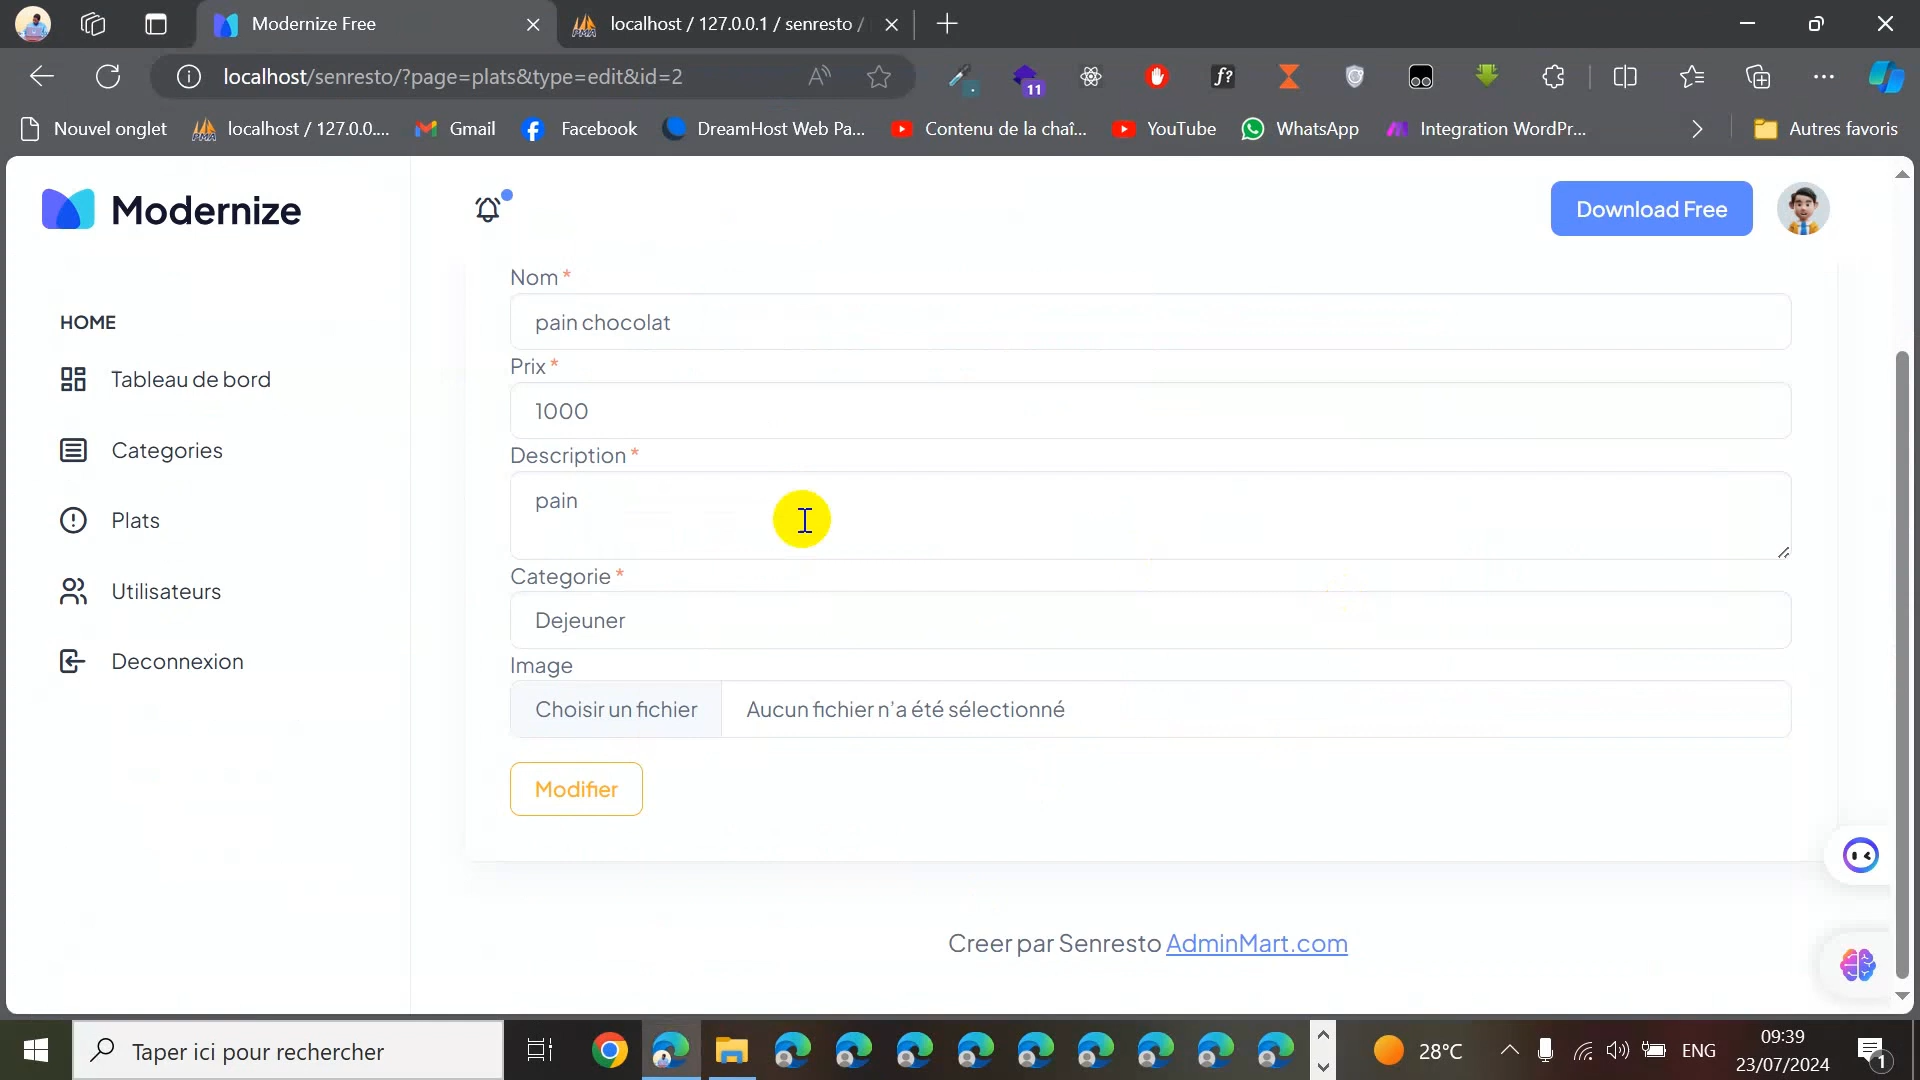 Modernize Free
localhost / 127.0.0.1 / senresto /
localhost/senresto/?page=plats&type=edit&id=2
11
f?
Nouvel onglet
localhost / 127.0.0....
Gmail
Facebook
DreamHost Web Pa...
Contenu de la chaî...
YouTube
WhatsApp
Integration WordPr...
Autres favoris
Modernize
Download Free
HOME
Tableau de bord
Categories
Plats
Utilisateurs
Deconnexion
Nom *
pain chocolat
Prix *
1000
Description *
pain
Categorie *
Dejeuner
Image
Choisir un fichier
Aucun fichier n’a été sélectionné
Modifier
Creer par Senresto AdminMart.com
Taper ici pour rechercher
28°C
ENG
09:39
23/07/2024
1